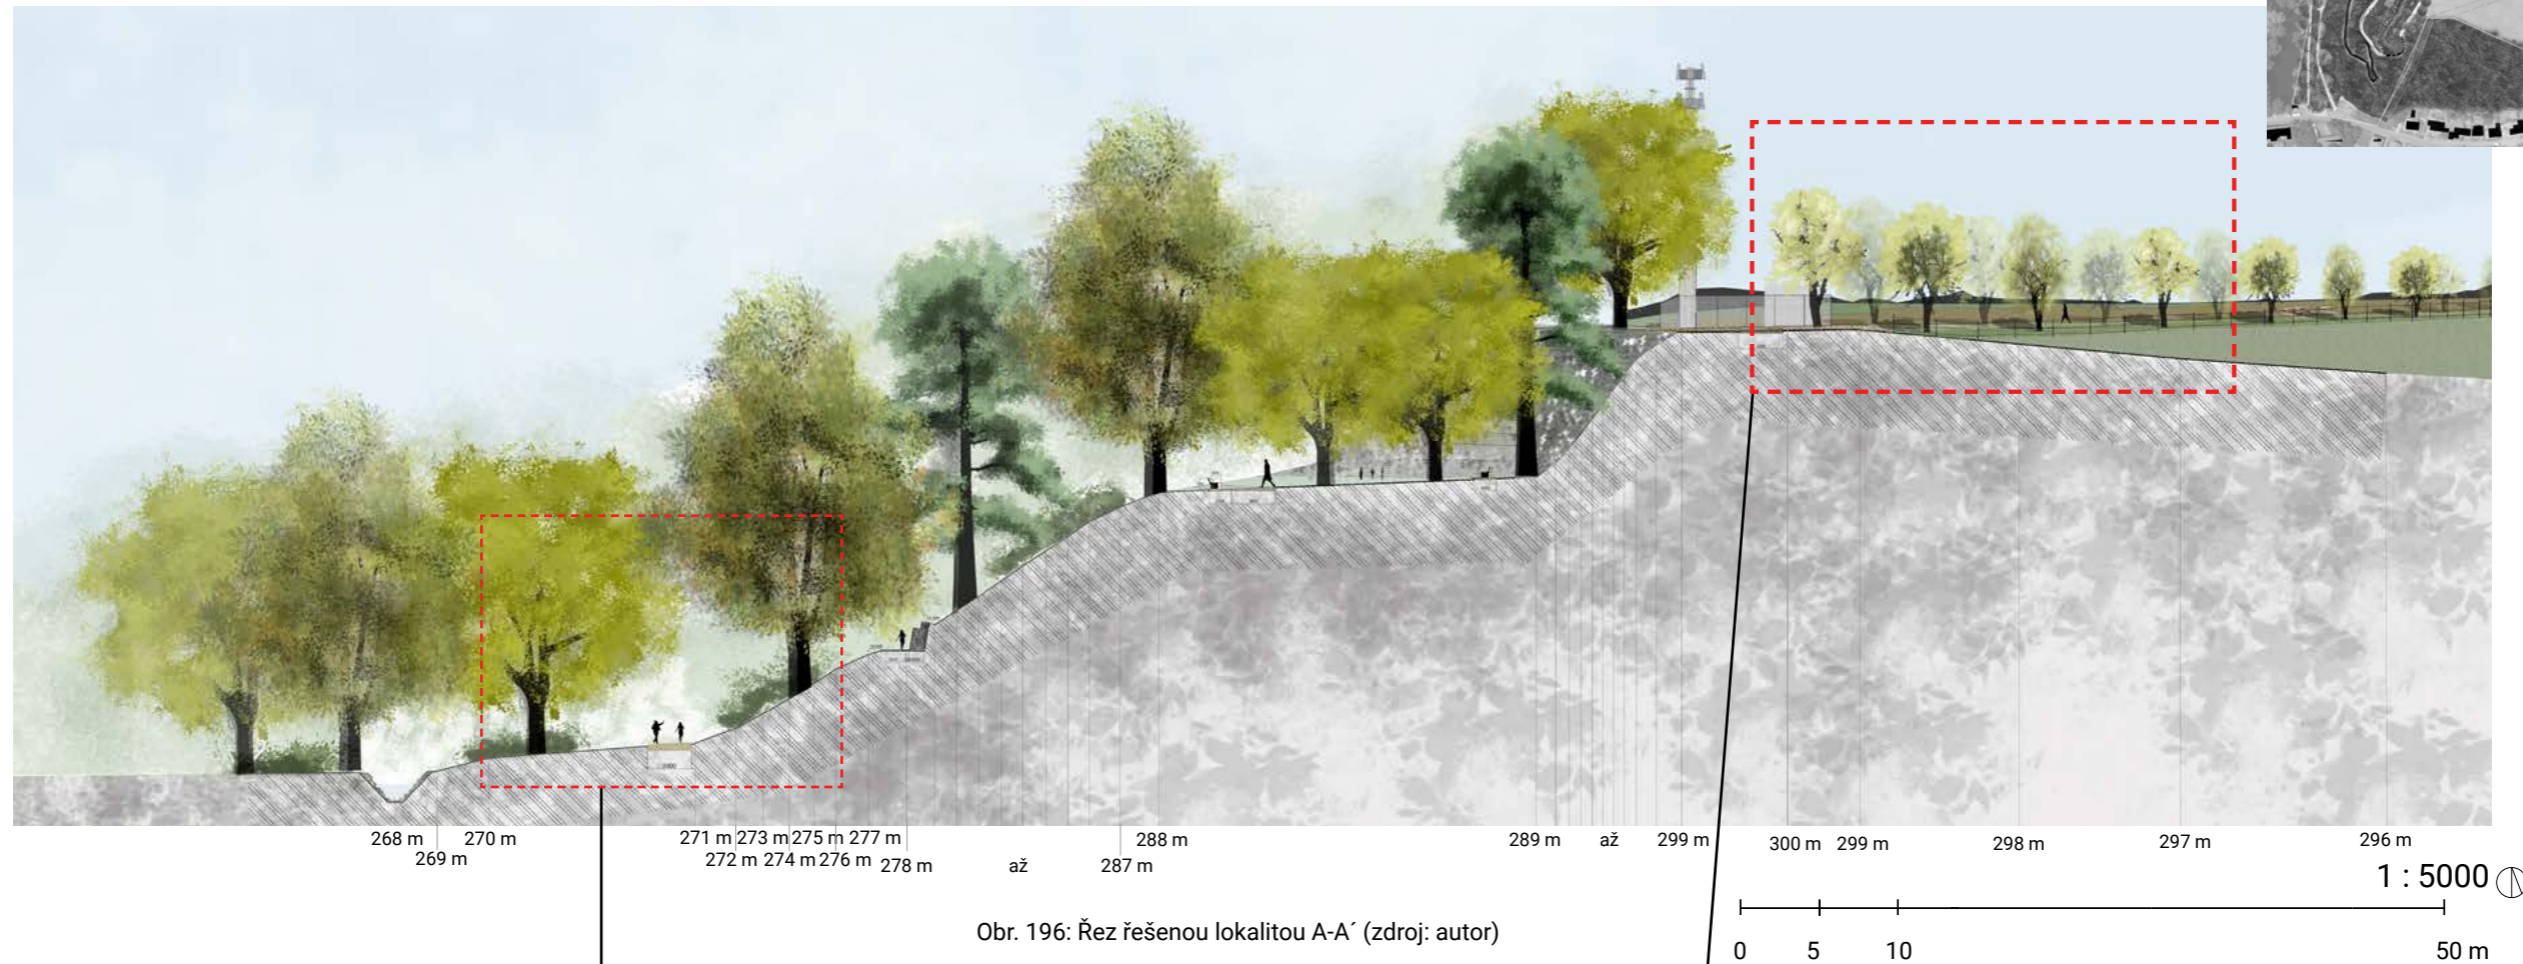 268 m 270 m 271 m 273 m 275 m 277 m 288 m 289 m až 299 m 300 m 299 m 298 m 297 m 296 m
269 m 272 m 274 m 276 m 278 m až 287 m
1 : 5000
Obr. 196: Řez řešenou lokalitou A-A´ (zdroj: autor)
0 5 10 50 m